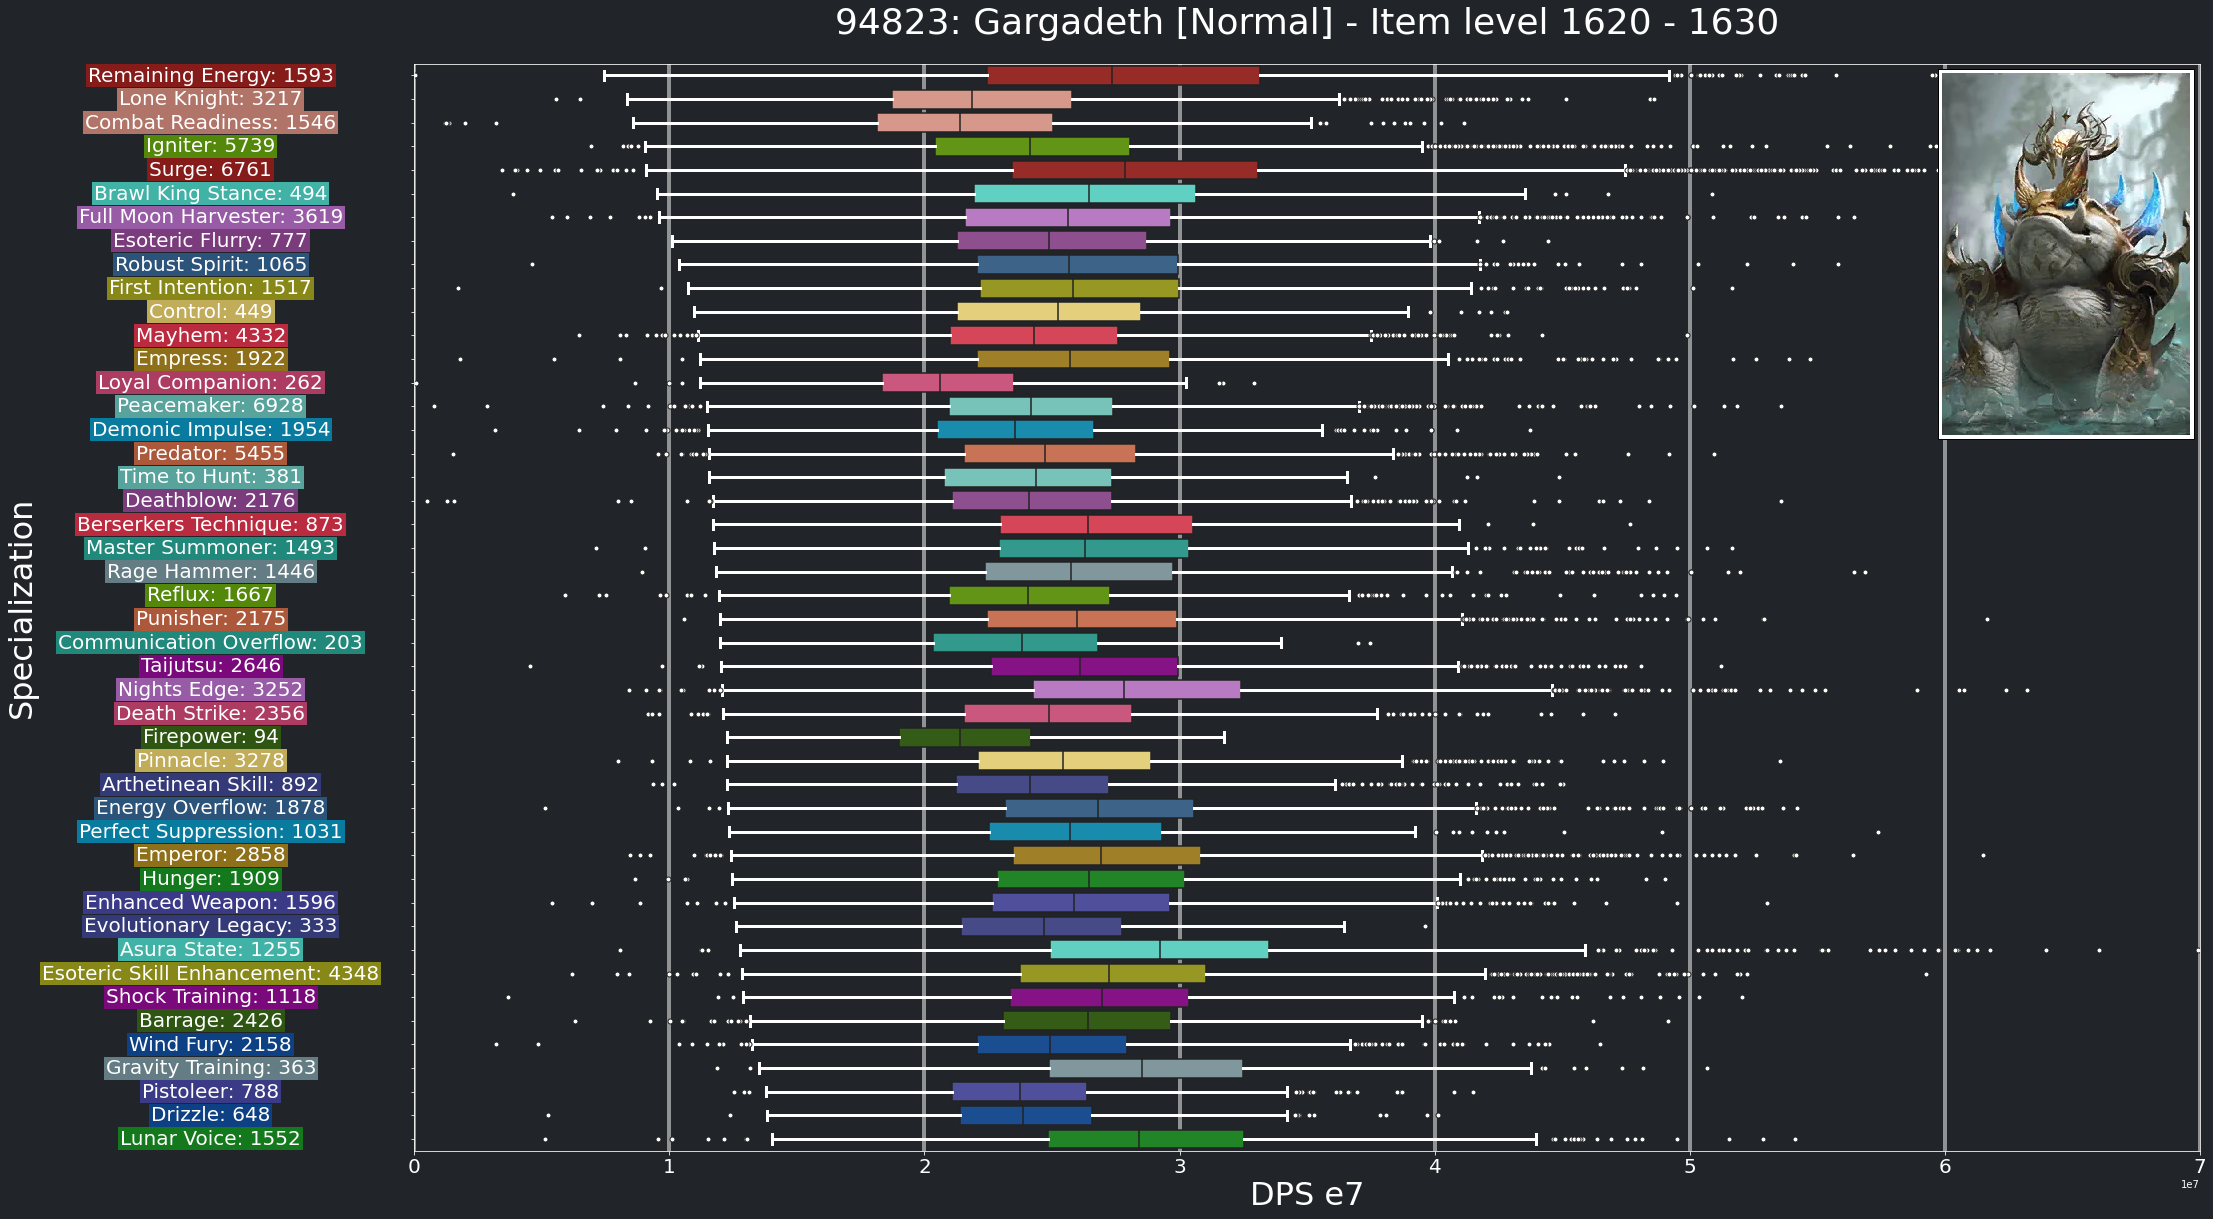 94823: Gargadeth [Normal] - Item level 1620 - 1630
Remaining Energy: 1593
Lone Knight: 3217
Combat Readiness: 1546
Igniter: 5739
Surge: 6761
Brawl King Stance: 494
Full Moon Harvester: 3619
Esoteric Flurry: 777
Robust Spirit: 1065
First Intention: 1517
Control: 449
Mayhem: 4332
Empress: 1922
Loyal Companion: 262
Peacemaker: 6928
Demonic Impulse: 1954
Predator: 5455
Time to Hunt: 381
Deathblow: 2176
Berserkers Technique: 873
Master Summoner: 1493
Rage Hammer: 1446
Reflux: 1667
Punisher: 2175
Communication Overflow: 203
Taijutsu: 2646
Nights Edge: 3252
Death Strike: 2356
Firepower: 94
Pinnacle: 3278
Arthetinean Skill: 892
Energy Overflow: 1878
Perfect Suppression: 1031
Emperor: 2858
Hunger: 1909
Enhanced Weapon: 1596
Evolutionary Legacy: 333
Asura State: 1255
Esoteric Skill Enhancement: 4348
Shock Training: 1118
Barrage: 2426
Wind Fury: 2158
Gravity Training: 363
Pistoleer: 788
Drizzle: 648
Lunar Voice: 1552
Specialization
0 1 2 3 4 5 6 7
1e7
DPS e7